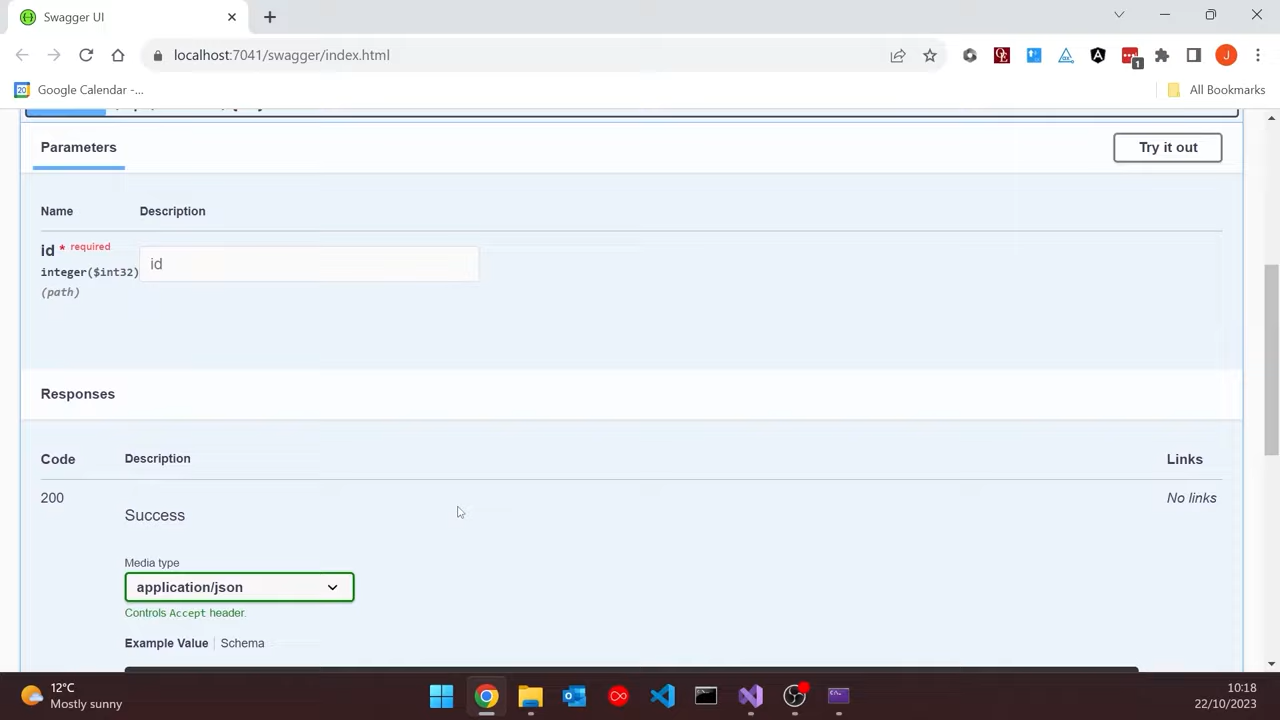 Swagger UI
localhost:7041/swagger/index.html
1
J
20
Google Calendar -...
All Bookmarks
Parameters
Try it out
Name
Description
id * required
id
integer($int32)
(path)
Responses
Code
Description
Links
200
No links
Success
Media type
application/json
Controls Accept header.
Example Value
Schema
12°C
Mostly sunny
10:18
22/10/2023